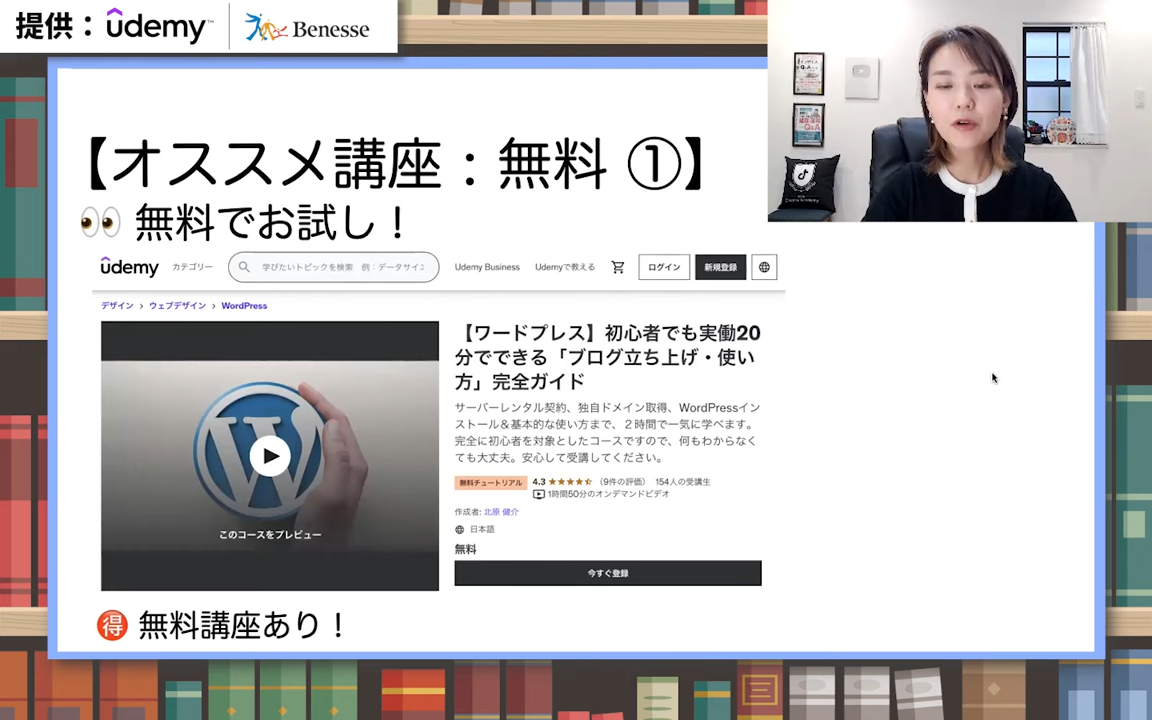 提供：ûdemy™ Benesse
【オススメ講座：無料 ①】
👀 無料でお試し！
ûdemy カテゴリー 学びたいトピックを検索 例：データサイエ Udemy Business Udemyで教える ログイン 新規登録
デザイン > ウェブデザイン > WordPress
【ワードプレス】初心者でも実働20
分でできる「ブログ立ち上げ・使い
方」完全ガイド
サーバーレンタル契約、独自ドメイン取得、WordPressイン
ストール＆基本的な使い方まで、２時間で一気に学べます。
完全に初心者を対象としたコースですので、何もわからなく
ても大丈夫。安心して受講してください。
無料チュートリアル 4.3 ★★★★☆ （9件の評価） 154人の受講生
1時間50分のオンデマンドビデオ
作成者: 北原 健介
日本語
無料
今すぐ登録
このコースをプレビュー
㊝ 無料講座あり！